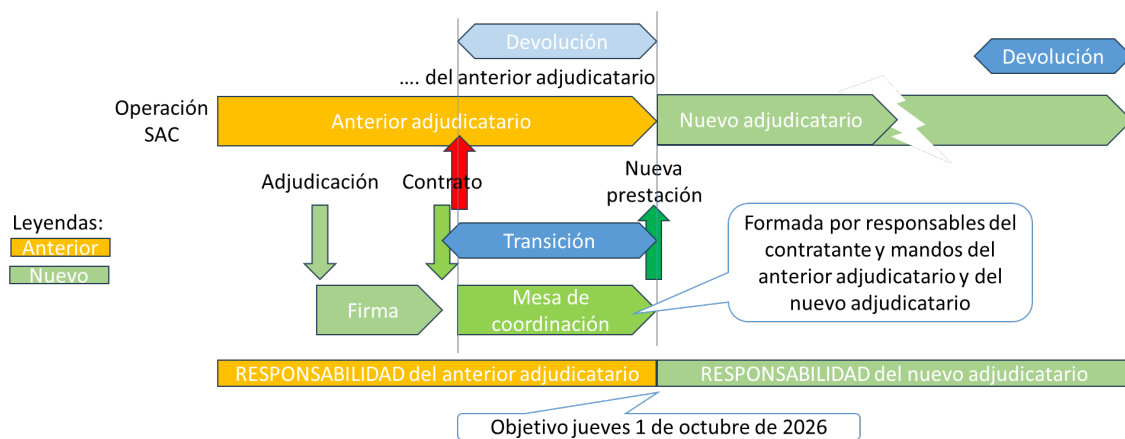 Devolución
Devolución
.... del anterior adjudicatario
Operación
SAC
Anterior adjudicatario
Nuevo adjudicatario
Adjudicación
Contrato
Nueva
prestación
Leyendas:
Anterior
Nuevo
Transición
Formada por responsables del
contratante y mandos del
anterior adjudicatario y del
nuevo adjudicatario
Firma
Mesa de
coordinación
RESPONSABILIDAD del anterior adjudicatario
RESPONSABILIDAD del nuevo adjudicatario
Objetivo jueves 1 de octubre de 2026